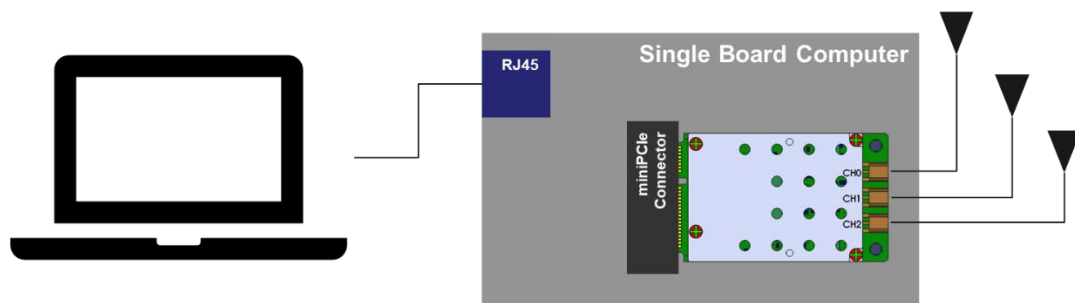 RJ45
Single Board Computer
miniPCIe
Connector
CH0
CH1
CH2